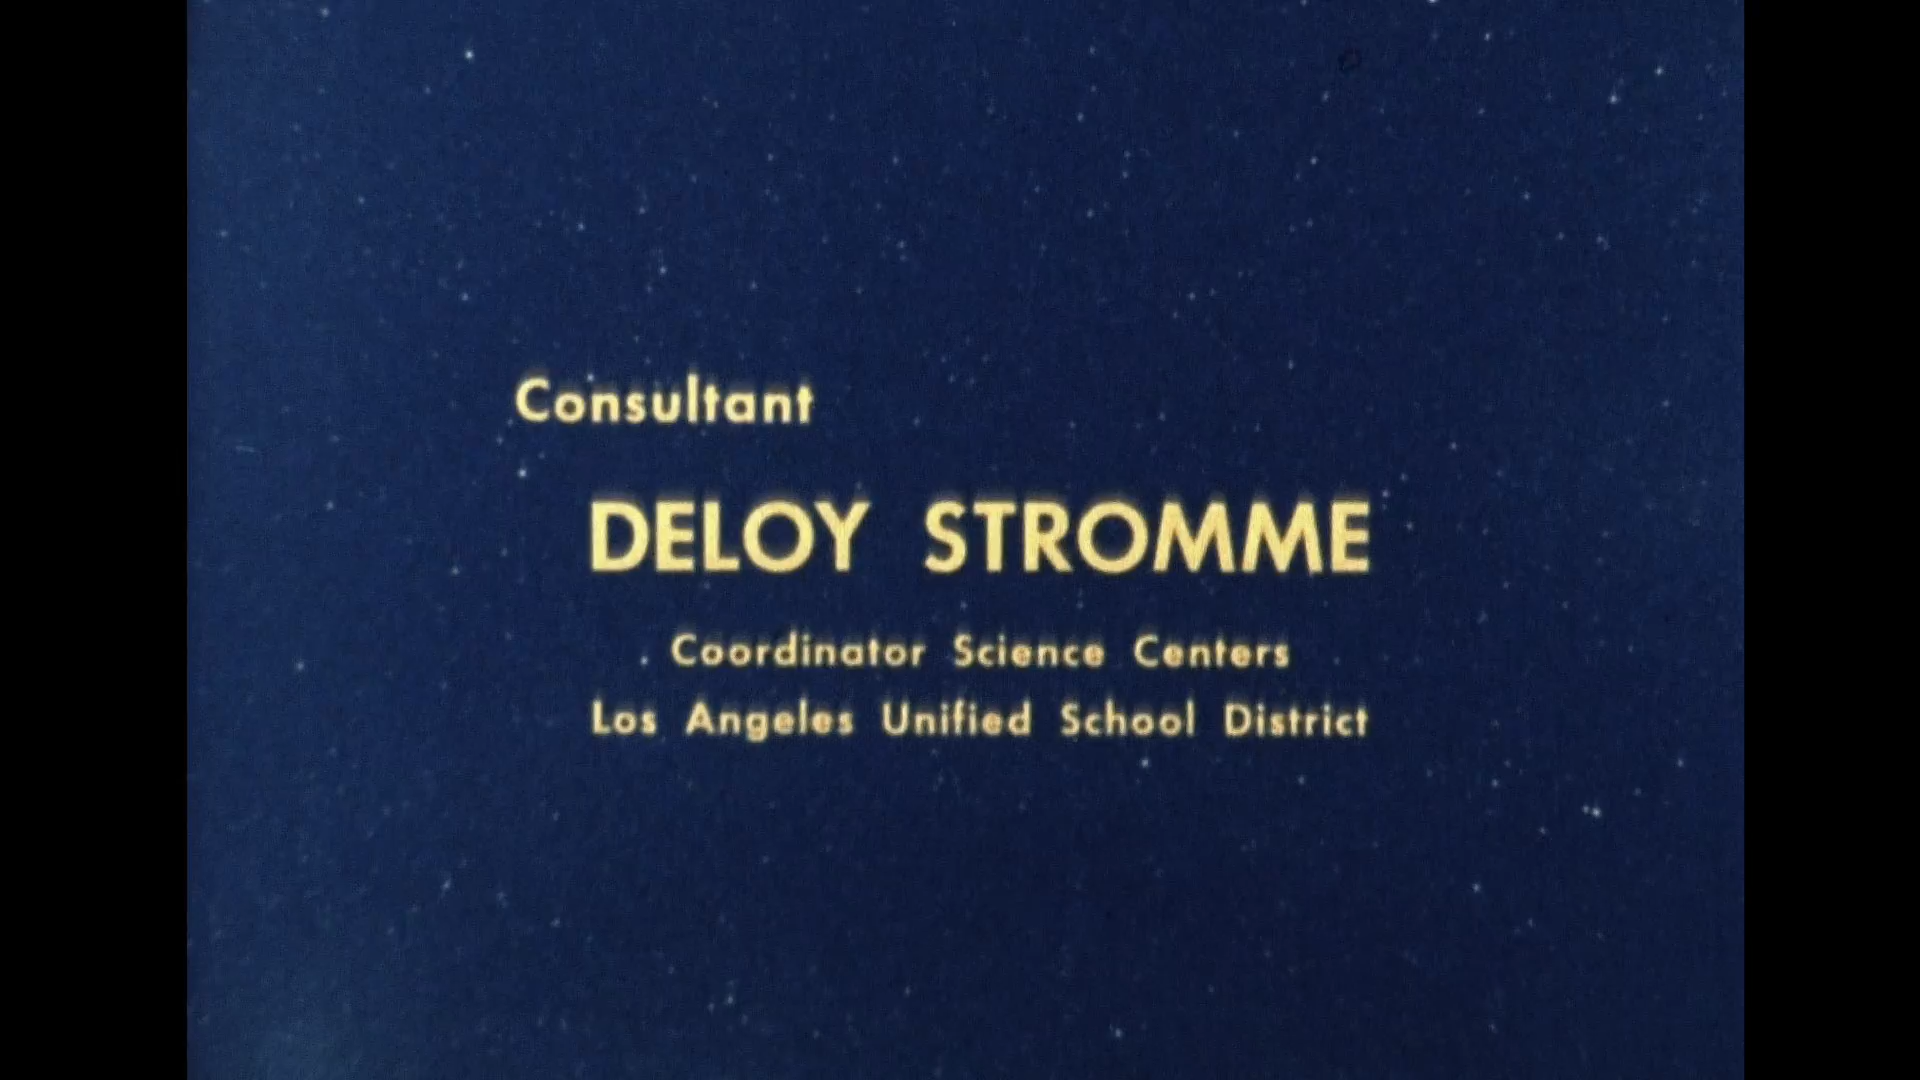 Consultant
DELOY STROMME
Coordinator Science Centers
Los Angeles Unified School District